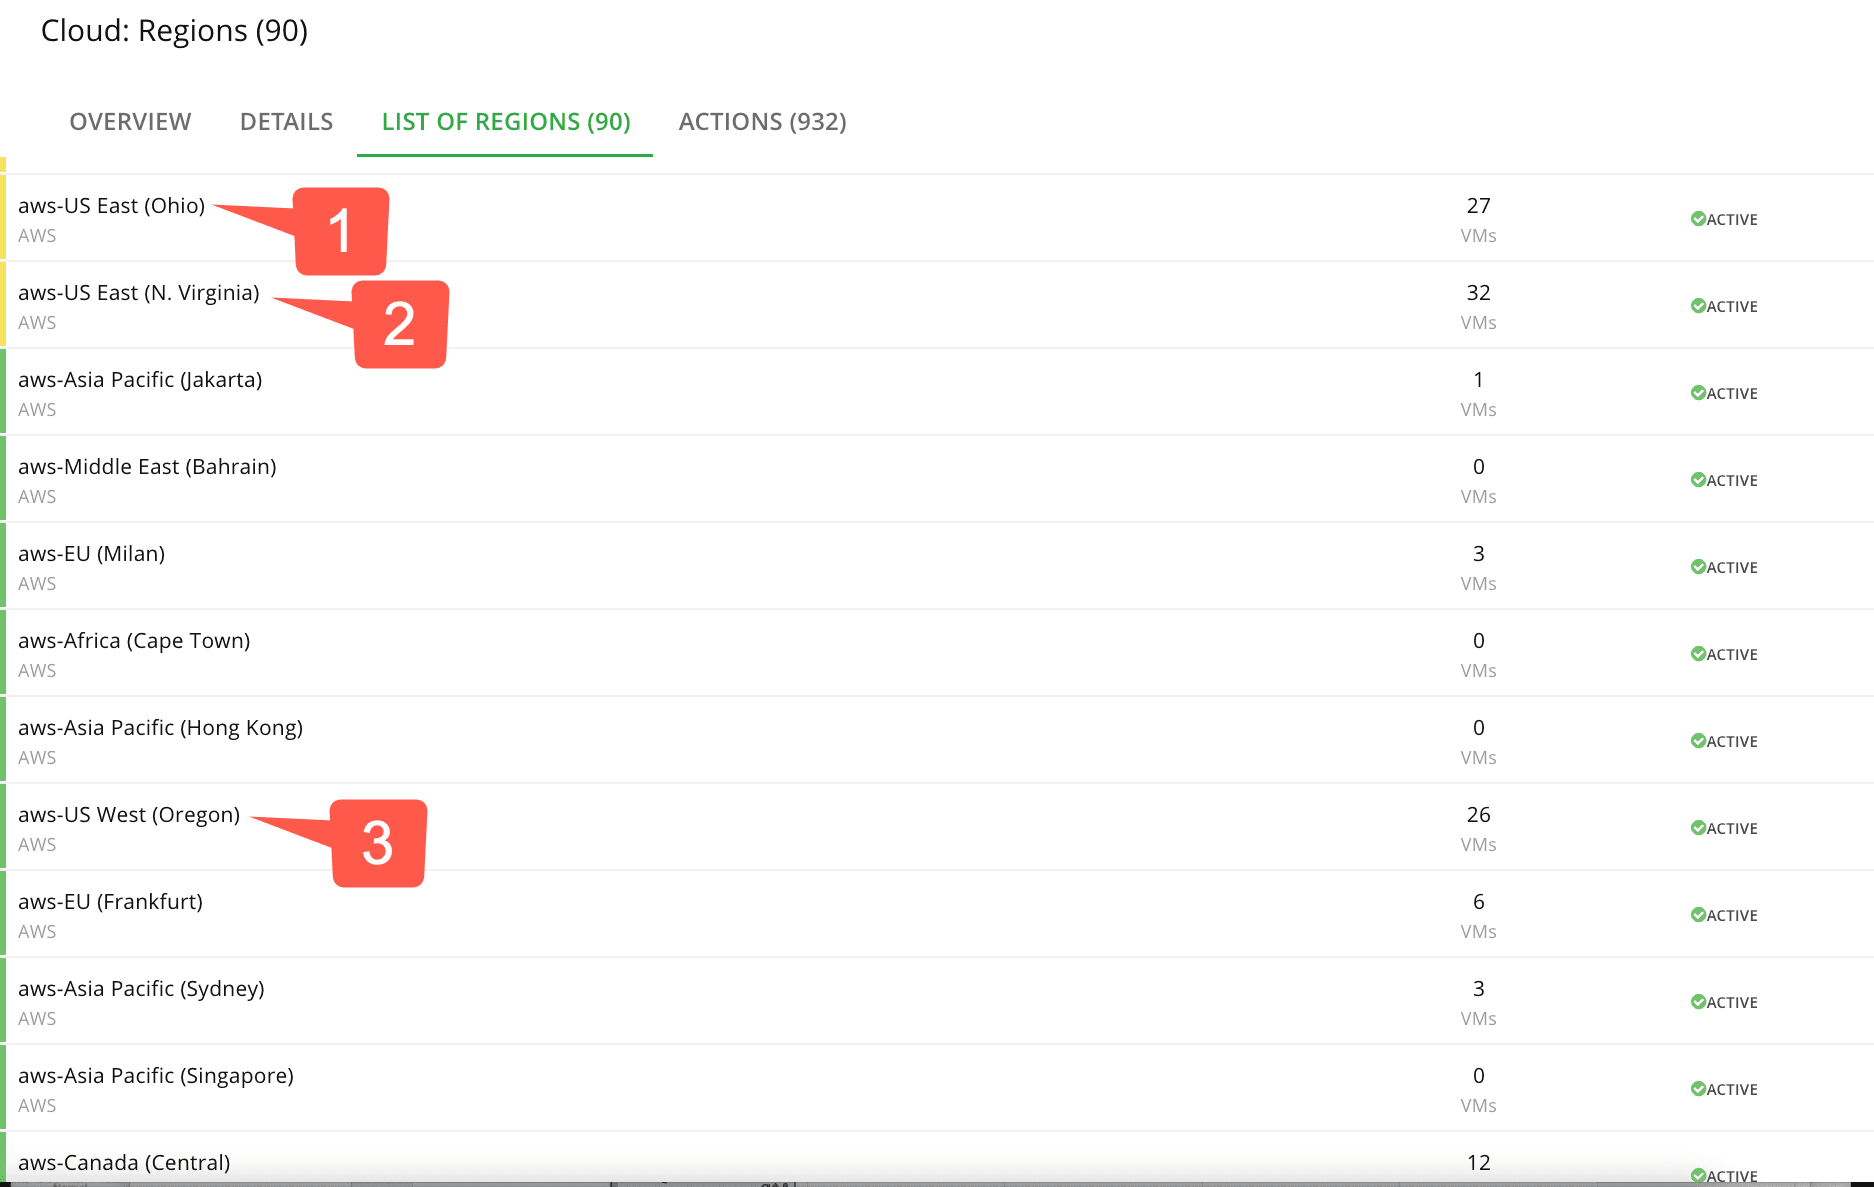 Cloud: Regions (90)
OVERVIEW DETAILS LIST OF REGIONS (90) ACTIONS (932)
aws-US East (Ohio) 1 27 ACTIVE
AWS VMs
aws-US East (N. Virginia) 2 32 ACTIVE
AWS VMs
aws-Asia Pacific (Jakarta) 1 ACTIVE
AWS VMs
aws-Middle East (Bahrain) 0 ACTIVE
AWS VMs
aws-EU (Milan) 3 ACTIVE
AWS VMs
aws-Africa (Cape Town) 0 ACTIVE
AWS VMs
aws-Asia Pacific (Hong Kong) 0 ACTIVE
AWS VMs
aws-US West (Oregon) 3 26 ACTIVE
AWS VMs
aws-EU (Frankfurt) 6 ACTIVE
AWS VMs
aws-Asia Pacific (Sydney) 3 ACTIVE
AWS VMs
aws-Asia Pacific (Singapore) 0 ACTIVE
AWS VMs
aws-Canada (Central) 12 ACTIVE